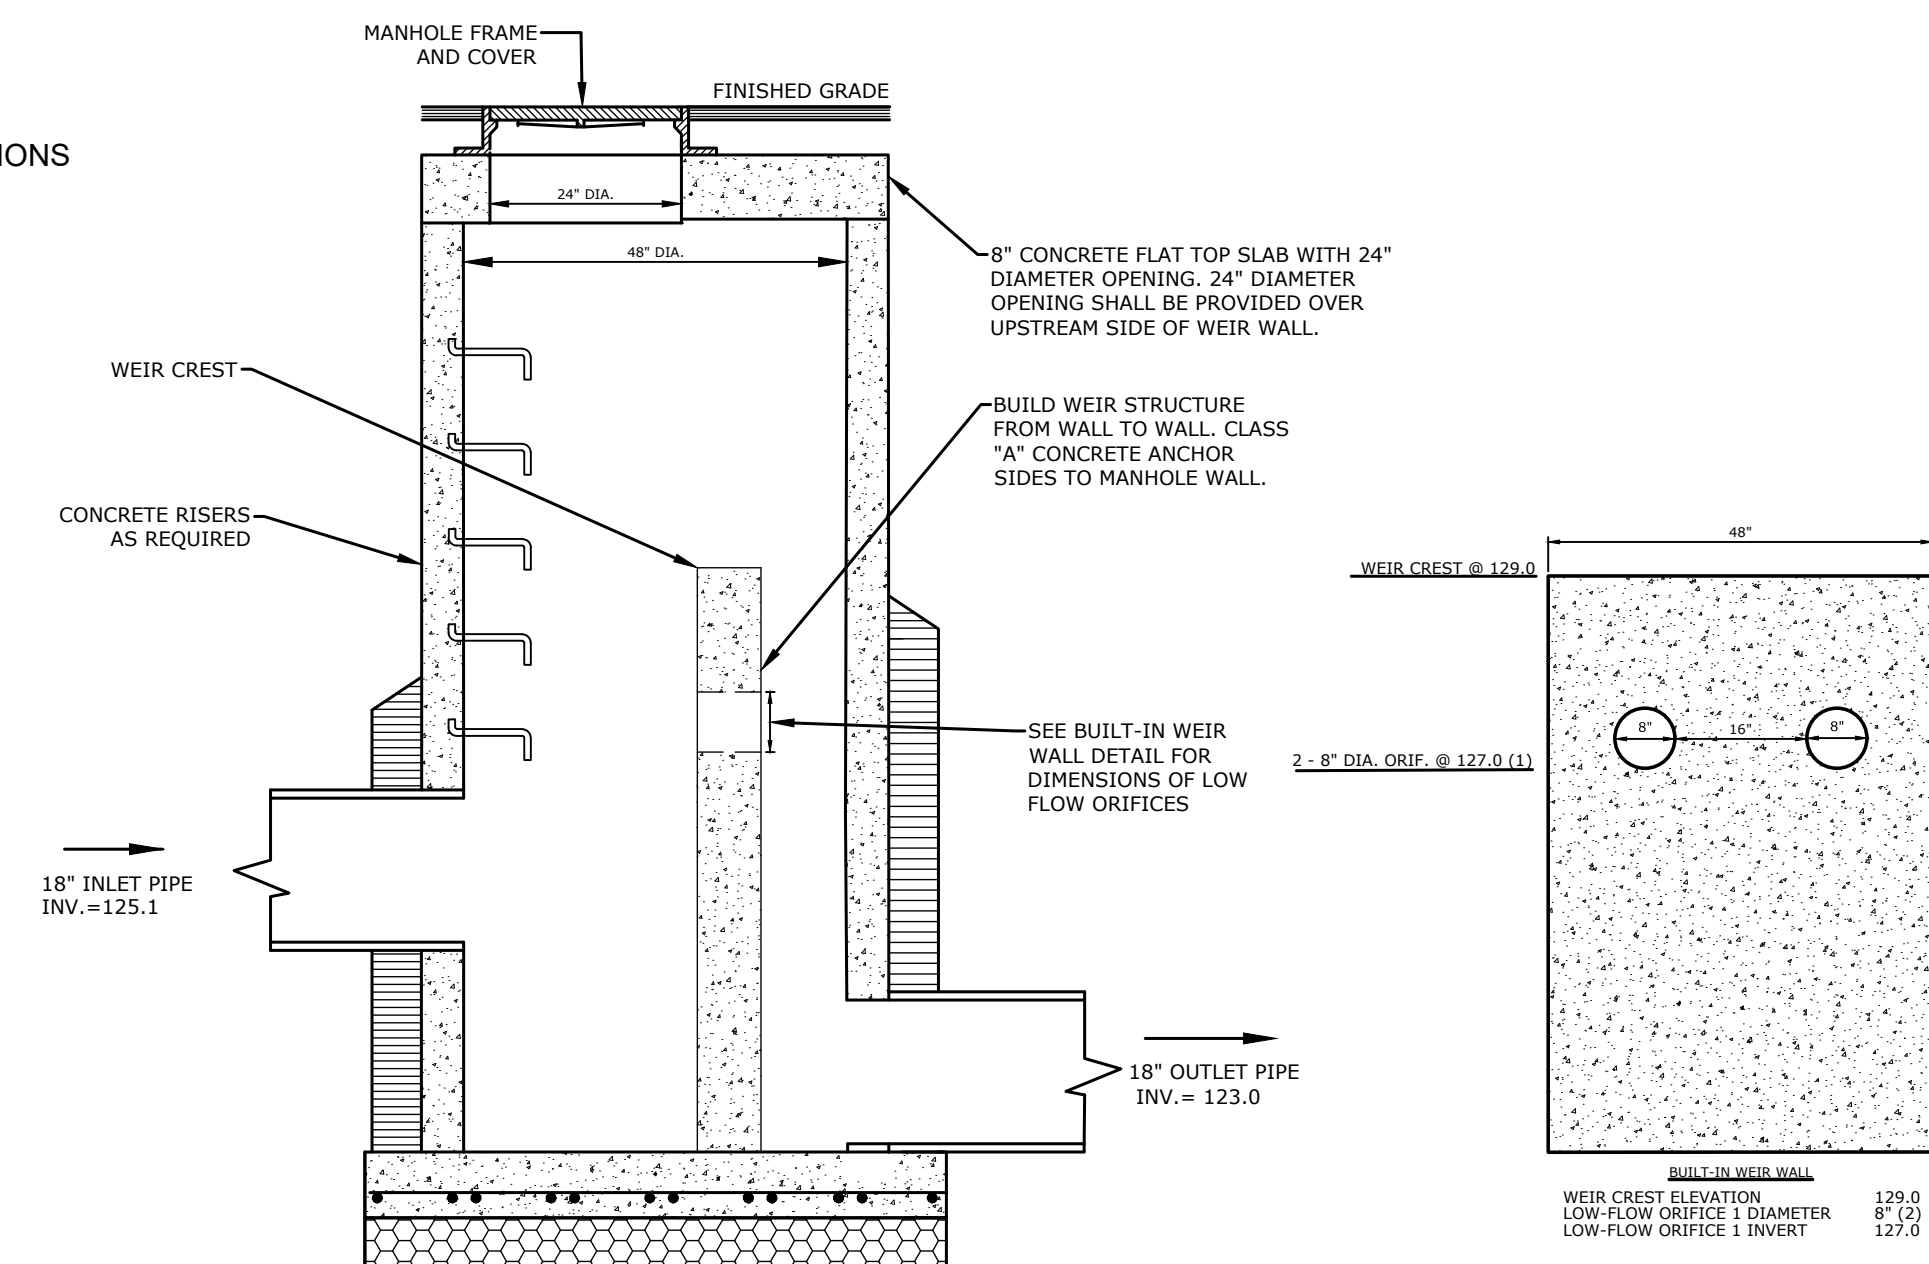 MANHOLE FRAME
AND COVER
FINISHED GRADE
IONS
24" DIA.
48" DIA.
8" CONCRETE FLAT TOP SLAB WITH 24"
DIAMETER OPENING. 24" DIAMETER
OPENING SHALL BE PROVIDED OVER
UPSTREAM SIDE OF WEIR WALL.
WEIR CREST
BUILD WEIR STRUCTURE
FROM WALL TO WALL. CLASS
"A" CONCRETE ANCHOR
SIDES TO MANHOLE WALL.
CONCRETE RISERS
AS REQUIRED
SEE BUILT-IN WEIR
WALL DETAIL FOR
DIMENSIONS OF LOW
FLOW ORIFICES
18" INLET PIPE
INV.=125.1
18" OUTLET PIPE
INV.= 123.0
48"
WEIR CREST @ 129.0
8"
16"
8"
2 - 8" DIA. ORIF. @ 127.0 (1)
BUILT-IN WEIR WALL
WEIR CREST ELEVATION 129.0
LOW-FLOW ORIFICE 1 DIAMETER 8" (2)
LOW-FLOW ORIFICE 1 INVERT 127.0